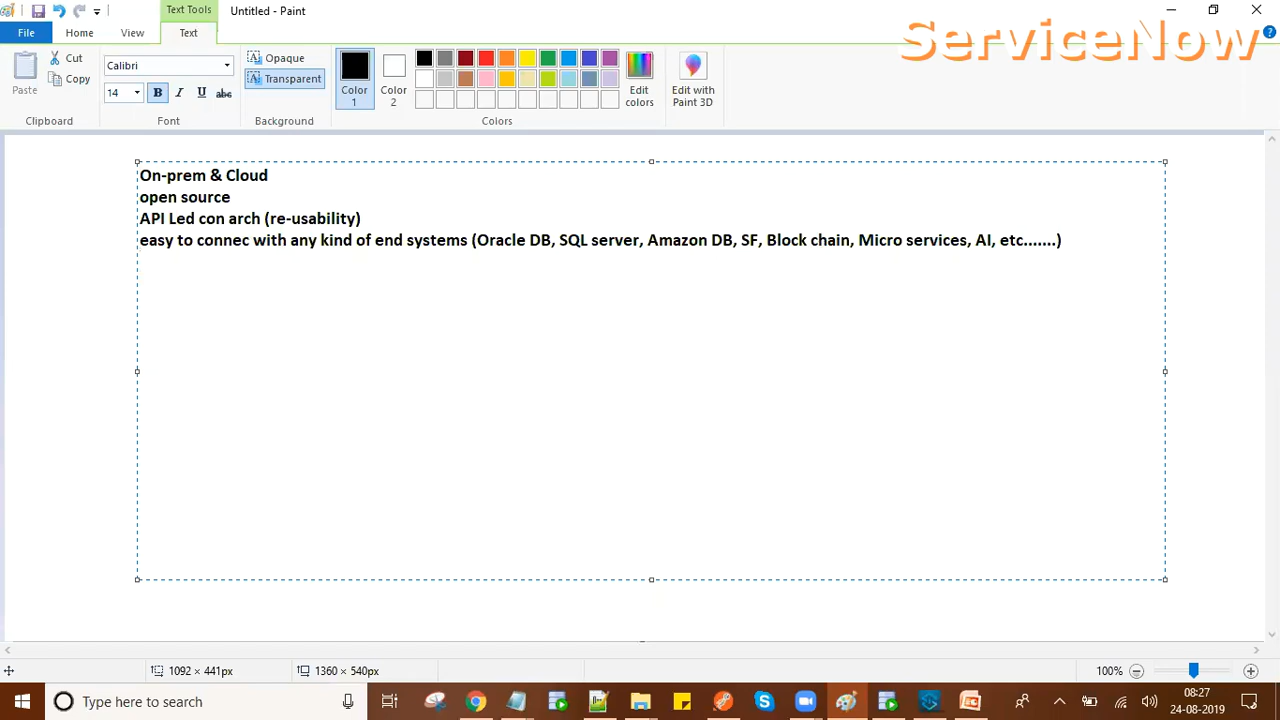 Text Tools
Untitled - Paint
ServiceNow
File
Home
View
Text
Paste
Cut
Copy
Clipboard
Calibri
14
B
I
U
abc
Font
Opaque
Transparent
Background
Color 1
Color 2
Colors
Edit colors
Edit with Paint 3D
On-prem & Cloud
open source
API Led con arch (re-usability)
easy to connec with any kind of end systems (Oracle DB, SQL server, Amazon DB, SF, Block chain, Micro services, AI, etc.......)
1092 × 441px
1360 × 540px
100%
Type here to search
08:27
24-08-2019